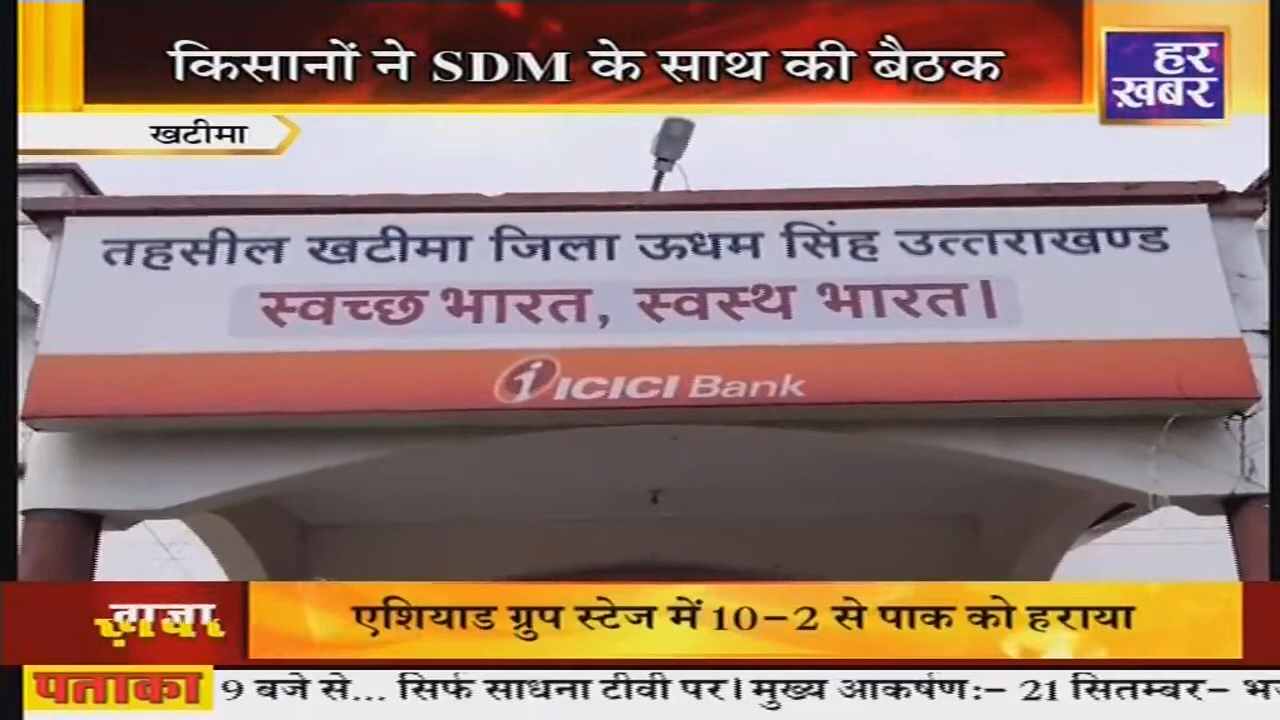 किसानों ने SDM के साथ की बैठक
हर
ख़बर
खटीमा
तहसील खटीमा जिला ऊधम सिंह उत्तराखण्ड
स्वच्छ भारत, स्वस्थ भारत।
i ICICI Bank
ताजा
एशियाड ग्रुप स्टेज में 10-2 से पाक को हराया
पताका
9 बजे से... सिर्फ साधना टीवी पर। मुख्य आकर्षण:- 21 सितम्बर-